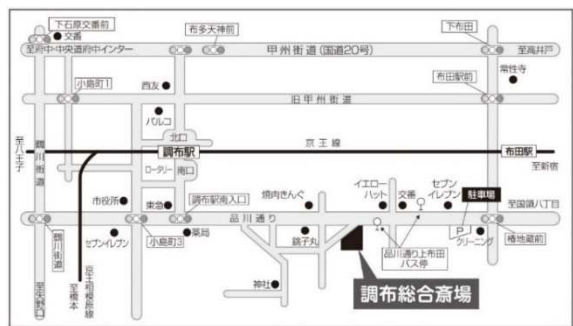 下石原交番前
交番
至府中・中央道府中インター
布多天神前
甲州街道(国道20号)
下布田
至高井戸
常性寺
小島町1
西友
旧甲州街道
布田駅前
パルコ
北口
至八王子
鶴川街道
調布駅
京王線
布田駅
至新宿
ロータリー
南口
市役所
東急
調布駅南入口
焼肉きんぐ
イエローハット
交番
セブンイレブン
駐車場
品川通り
至国領八丁目
鶴川街道
セブンイレブン
小島町3
薬局
銚子丸
品川通り上布田
バス停
P
クリーニング
椿地蔵前
神社
調布総合斎場
京王相模原線
至橋本
至矢野口
至狛江